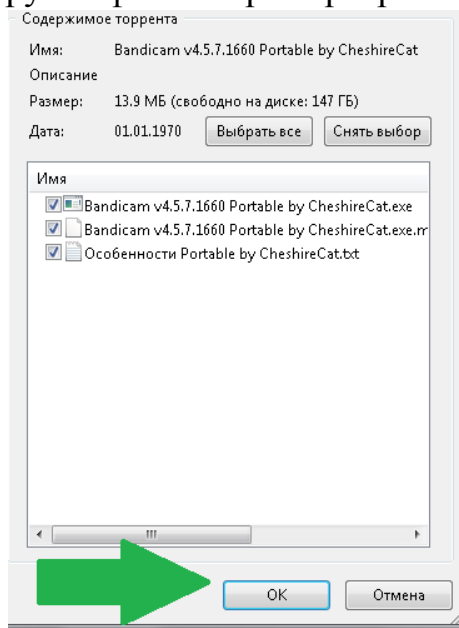 Содержимое торрента
Имя: Bandicam v4.5.7.1660 Portable by CheshireCat
Описание
Размер: 13.9 МБ (свободно на диске: 147 ГБ)
Дата: 01.01.1970 Выбрать все Снять выбор
Имя
Bandicam v4.5.7.1660 Portable by CheshireCat.exe
Bandicam v4.5.7.1660 Portable by CheshireCat.exe.m
Особенности Portable by CheshireCat.txt
OK Отмена